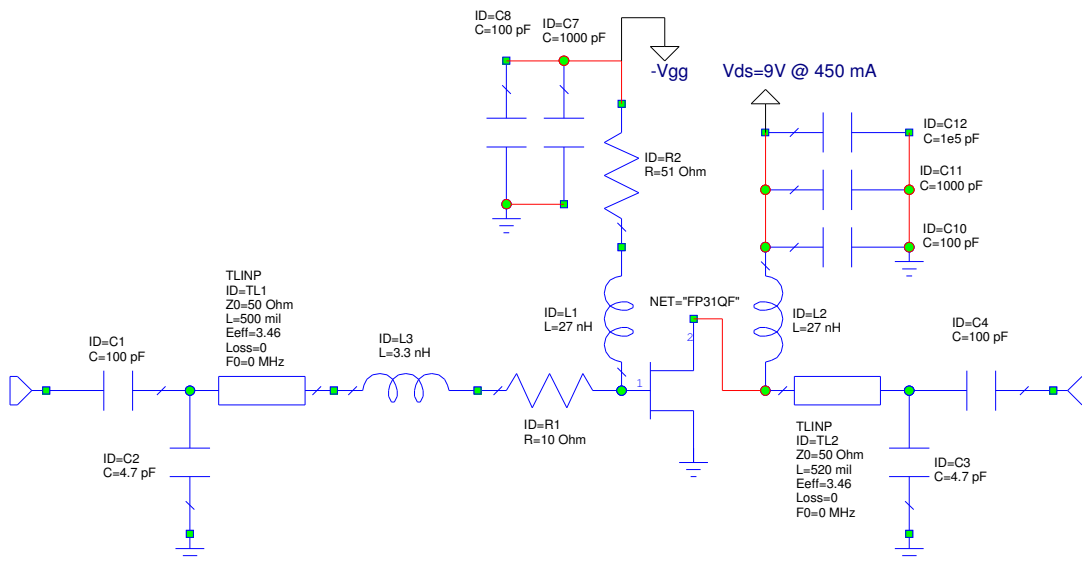 ID=C8
C=100 pF
ID=C7
C=1000 pF
-Vgg
Vds=9V @ 450 mA
ID=C12
C=1e5 pF
ID=R2
R=51 Ohm
ID=C11
C=1000 pF
ID=C10
C=100 pF
TLINP
ID=TL1
Z0=50 Ohm
L=500 mil
Eeff=3.46
Loss=0
F0=0 MHz
ID=L1
L=27 nH
NET="FP31QF"
ID=L2
L=27 nH
ID=C1
C=100 pF
ID=L3
L=3.3 nH
2
ID=C4
C=100 pF
1
ID=R1
R=10 Ohm
ID=C2
C=4.7 pF
TLINP
ID=TL2
Z0=50 Ohm
L=520 mil
Eeff=3.46
Loss=0
F0=0 MHz
ID=C3
C=4.7 pF